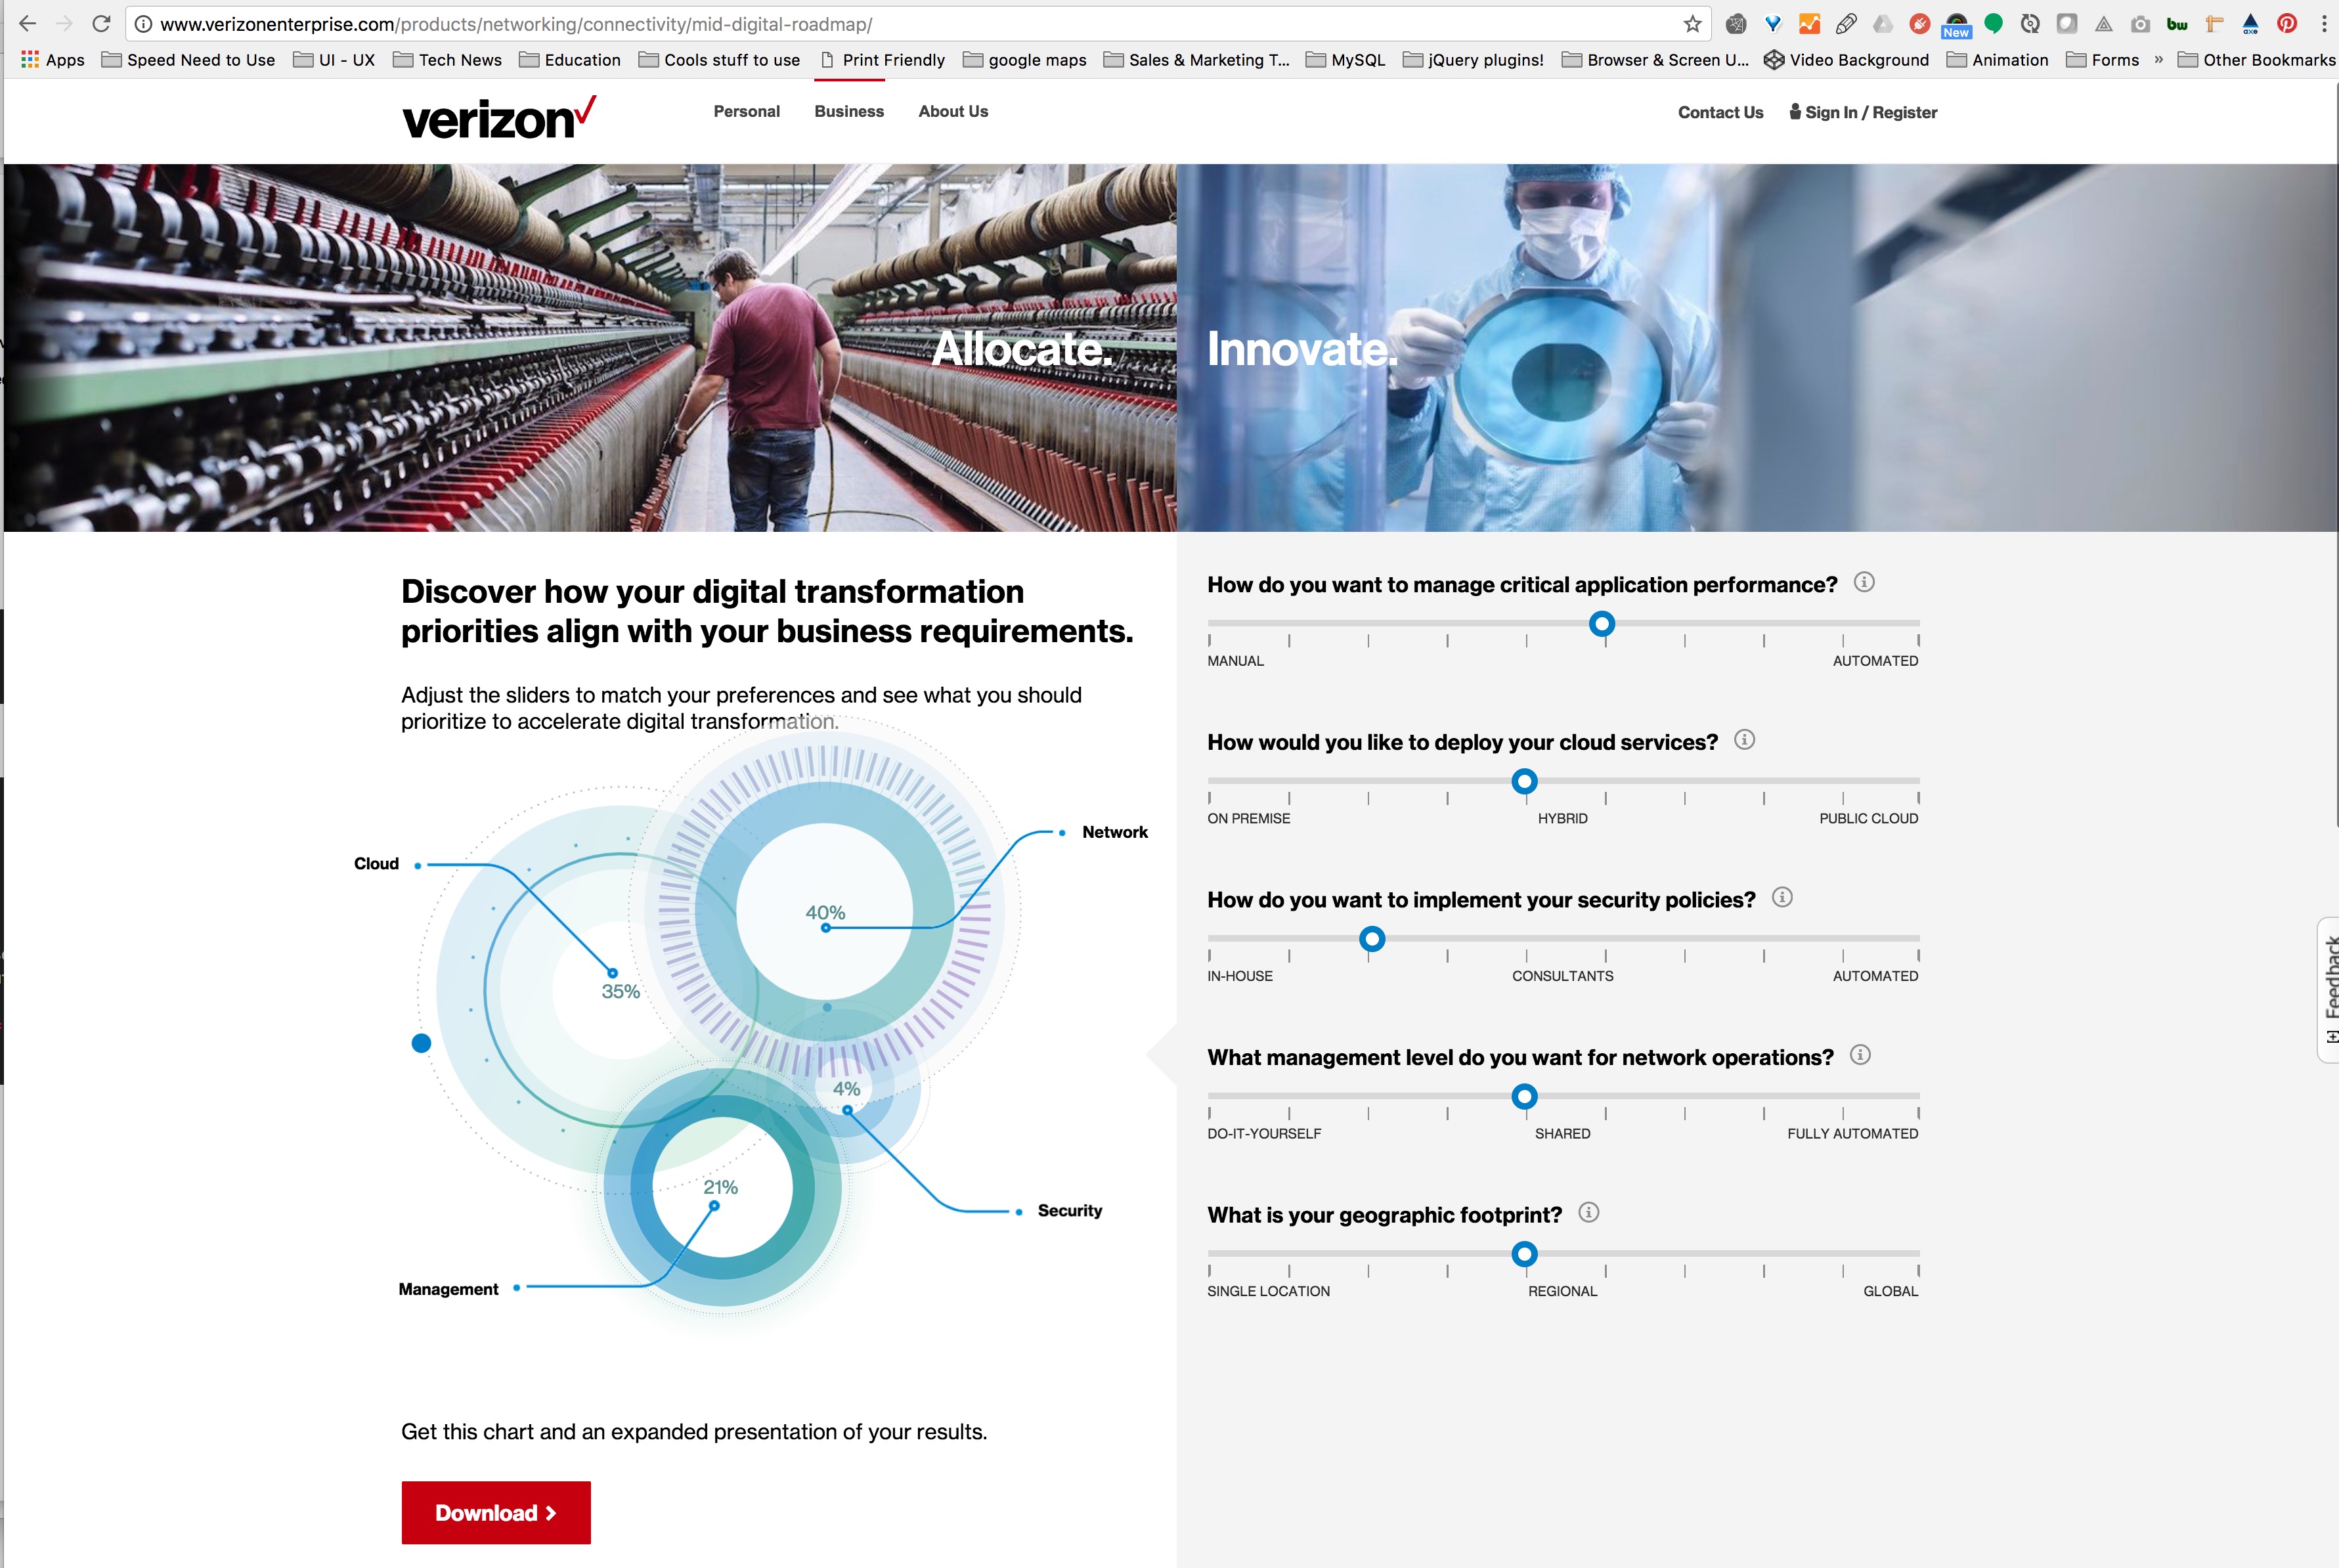 www.verizonenterprise.com/products/networking/connectivity/mid-digital-roadmap/
New
bw
axe
Apps
Speed Need to Use
UI - UX
Tech News
Education
Cools stuff to use
Print Friendly
google maps
Sales & Marketing T...
MySQL
jQuery plugins!
Browser & Screen U...
Video Background
Animation
Forms
»
Other Bookmarks
verizon
Personal
Business
About Us
Contact Us
Sign In / Register
Allocate.
Innovate.
Discover how your digital transformation
priorities align with your business requirements.
Adjust the sliders to match your preferences and see what you should
prioritize to accelerate digital transformation.
Cloud
35%
Network
40%
4%
Security
21%
Management
Get this chart and an expanded presentation of your results.
Download
How do you want to manage critical application performance?
MANUAL
AUTOMATED
How would you like to deploy your cloud services?
ON PREMISE
HYBRID
PUBLIC CLOUD
How do you want to implement your security policies?
IN-HOUSE
CONSULTANTS
AUTOMATED
What management level do you want for network operations?
DO-IT-YOURSELF
SHARED
FULLY AUTOMATED
What is your geographic footprint?
SINGLE LOCATION
REGIONAL
GLOBAL
Feedback